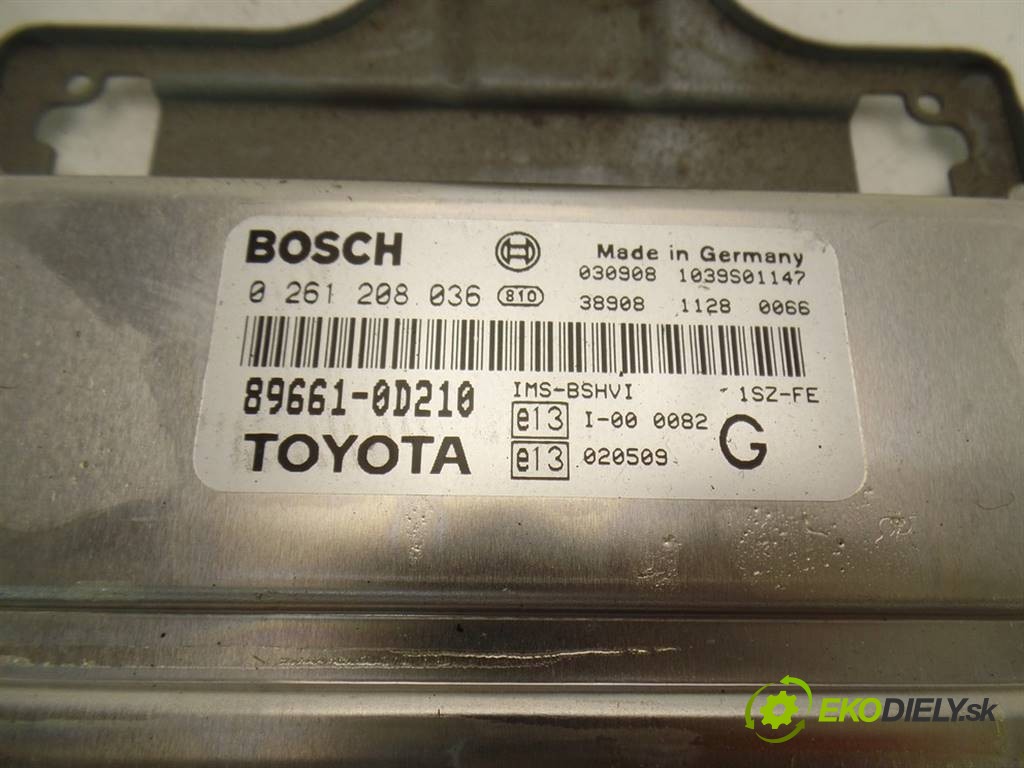 BOSCH Made in Germany
030908 1039S01147
0 261 208 036 810 38908 1128 0066
89661-0D210 IMS-BSHVI 1SZ-FE
e13 I-00 0082 G
TOYOTA e13 020509
EKODIELY.sk